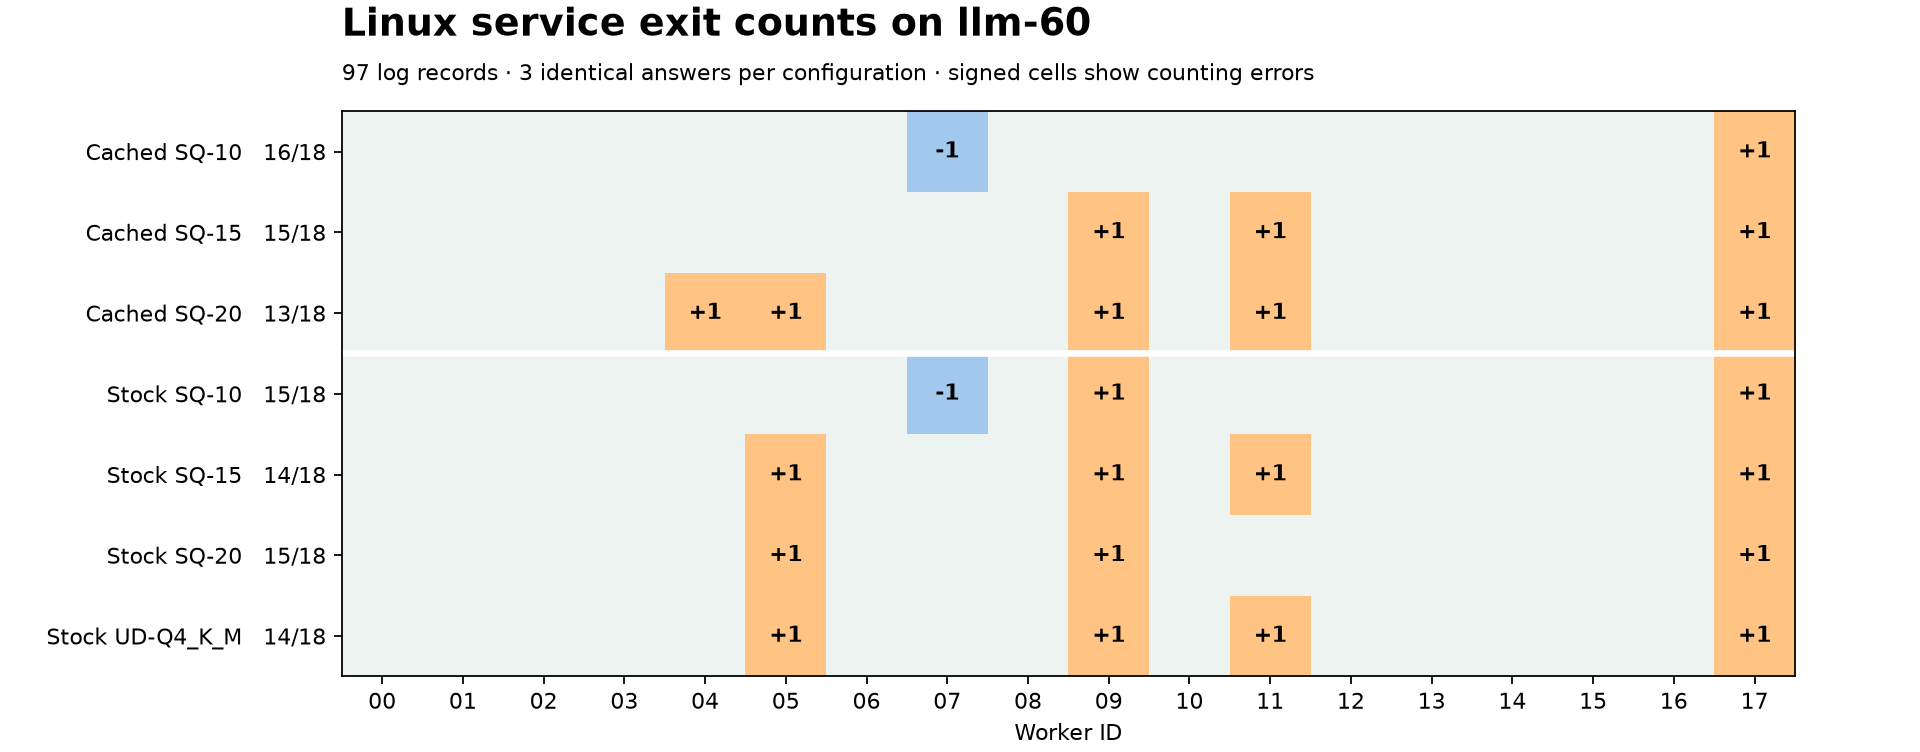 Linux service exit counts on llm-60
97 log records · 3 identical answers per configuration · signed cells show counting errors
Cached SQ-10 16/18 -1 +1
Cached SQ-15 15/18 +1 +1 +1
Cached SQ-20 13/18 +1 +1 +1 +1 +1
Stock SQ-10 15/18 -1 +1 +1
Stock SQ-15 14/18 +1 +1 +1 +1
Stock SQ-20 15/18 +1 +1 +1
Stock UD-Q4_K_M 14/18 +1 +1 +1 +1
00 01 02 03 04 05 06 07 08 09 10 11 12 13 14 15 16 17
Worker ID